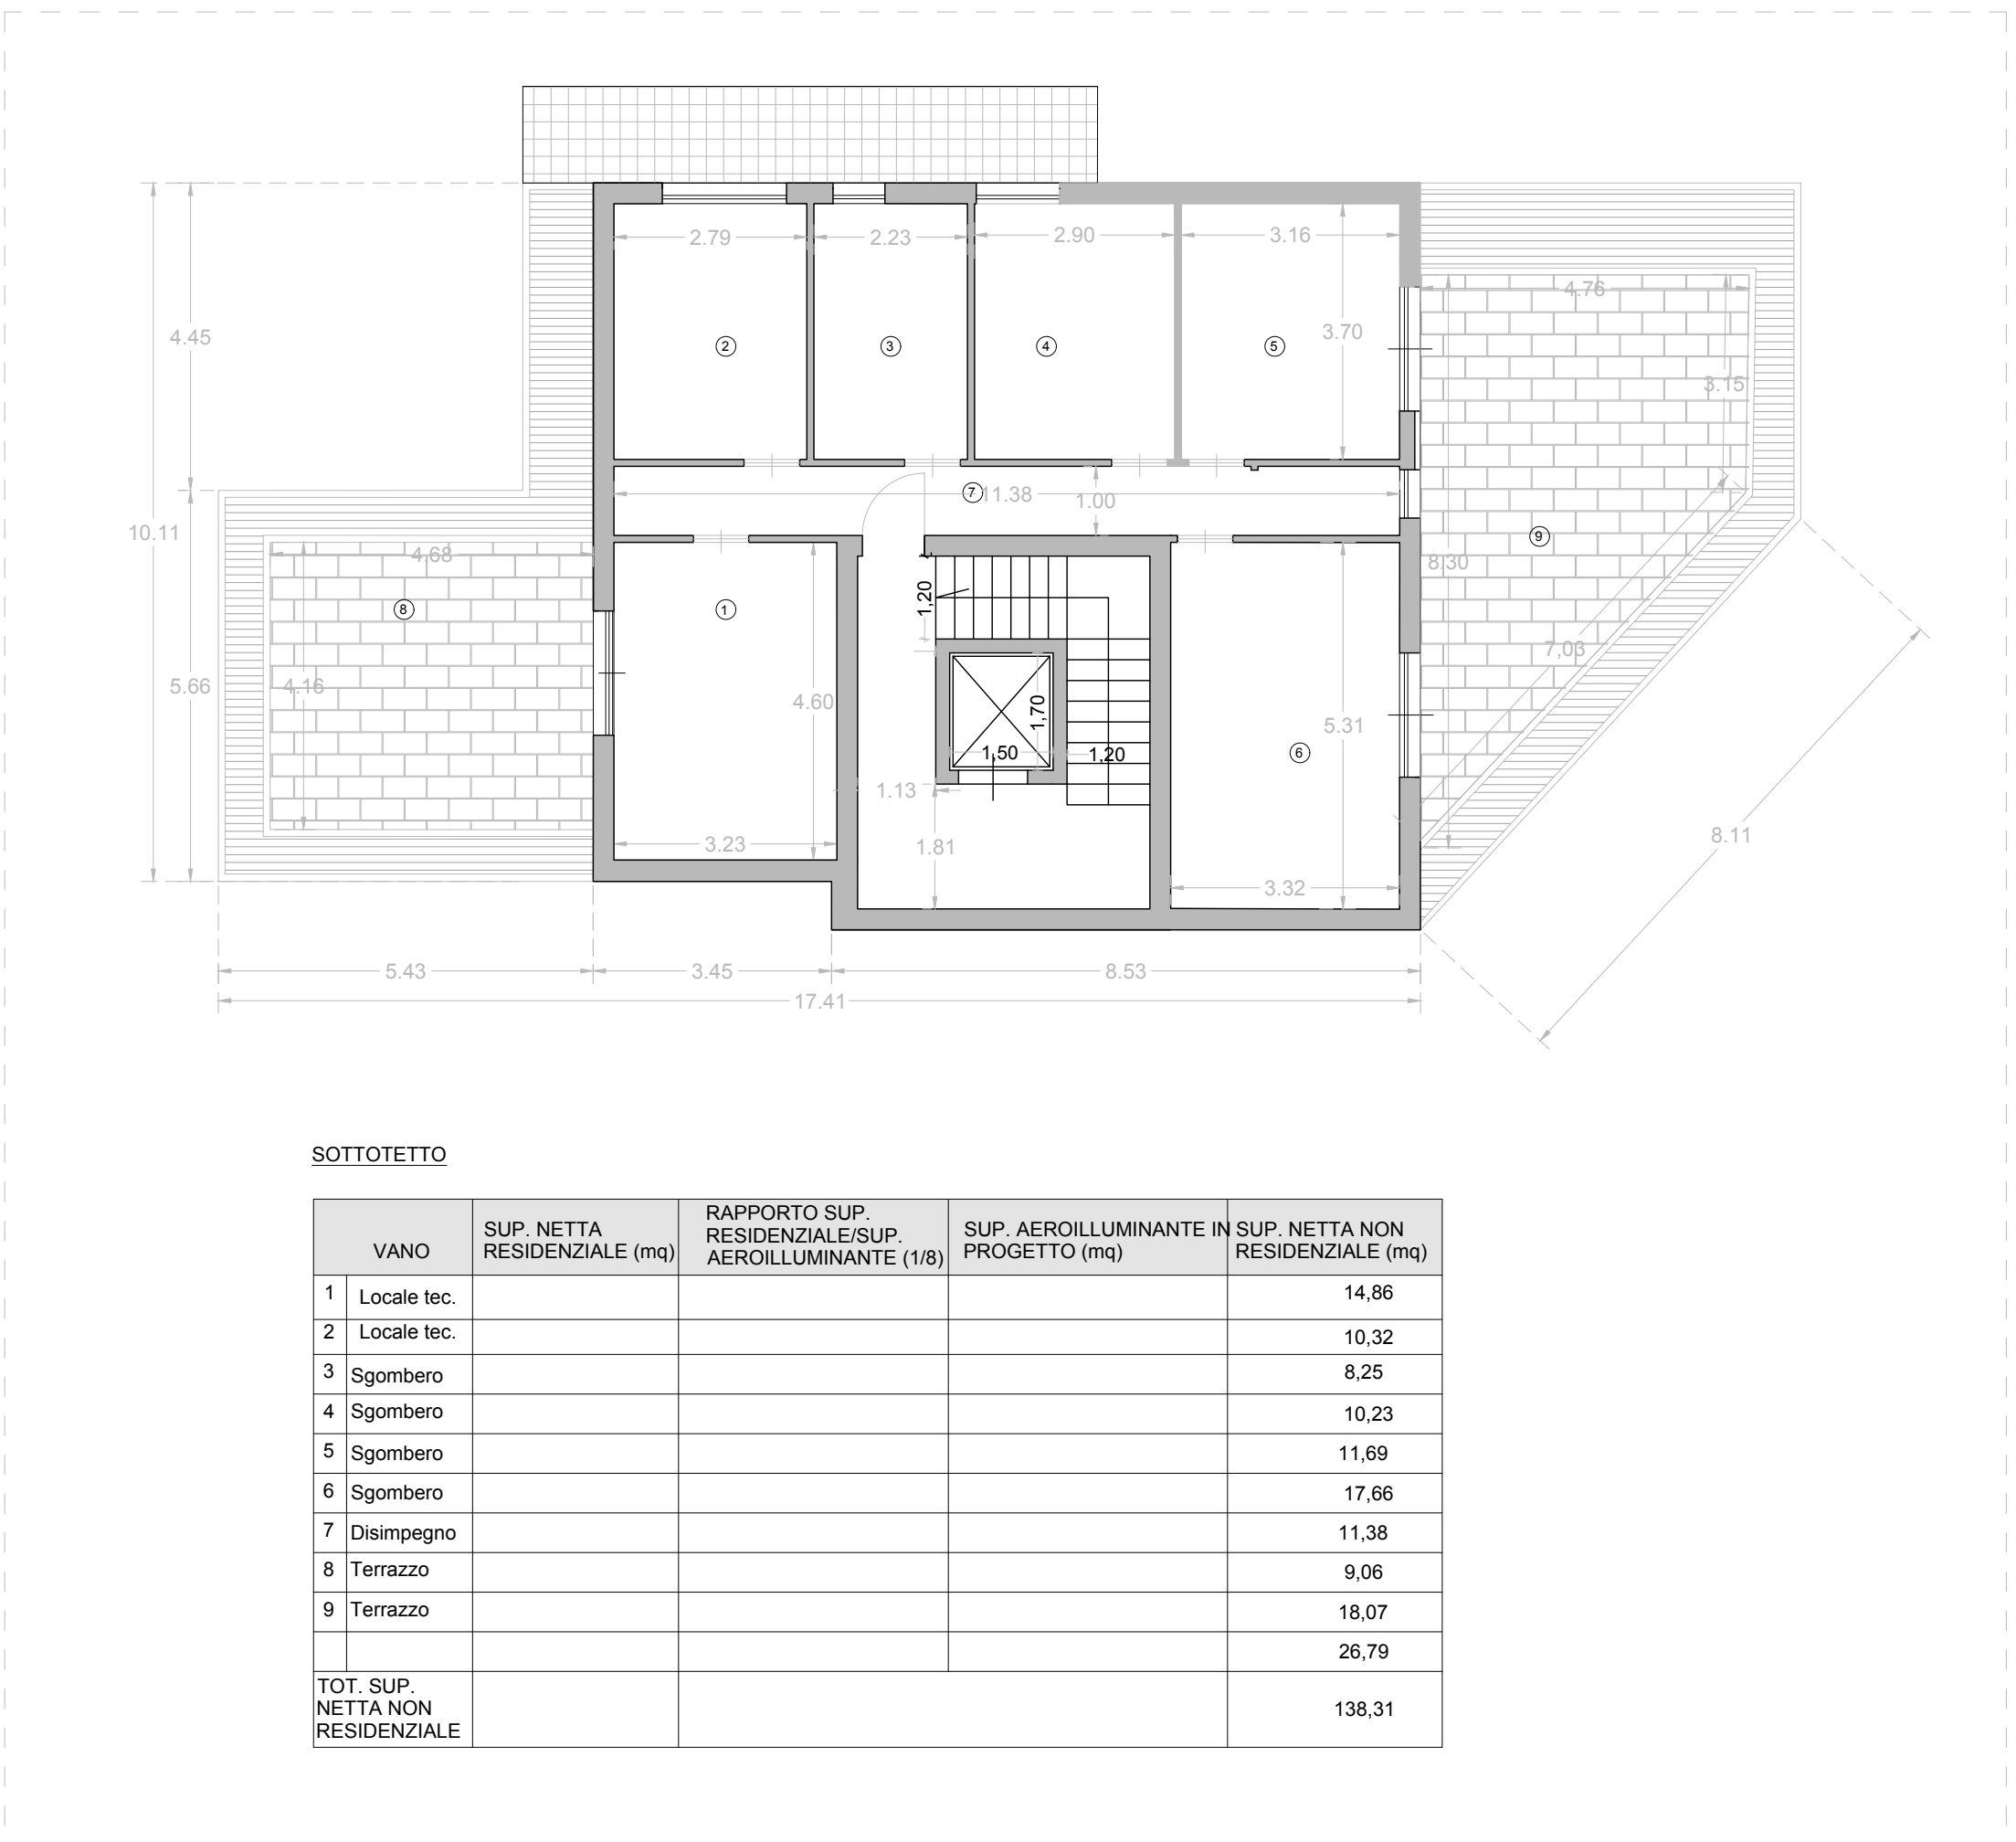 2.79
2.23
2.90
3.16
4.76
4.45
2
3
4
5
3.70
3.15
7
11.38
1.00
10.11
9
4.68
8.30
8
1
1,20
7,03
5.66
4.16
4.60
1,70
5.31
1,50
1,20
6
1.13
3.23
1.81
8.11
3.32
5.43
3.45
8.53
17.41
SOTTOTETTO
VANO
SUP. NETTA
RESIDENZIALE (mq)
RAPPORTO SUP.
RESIDENZIALE/SUP.
AEROILLUMINANTE (1/8)
SUP. AEROILLUMINANTE IN
PROGETTO (mq)
SUP. NETTA NON
RESIDENZIALE (mq)
1 Locale tec. 14,86
2 Locale tec. 10,32
3 Sgombero 8,25
4 Sgombero 10,23
5 Sgombero 11,69
6 Sgombero 17,66
7 Disimpegno 11,38
8 Terrazzo 9,06
9 Terrazzo 18,07
26,79
TOT. SUP.
NETTA NON
RESIDENZIALE
138,31